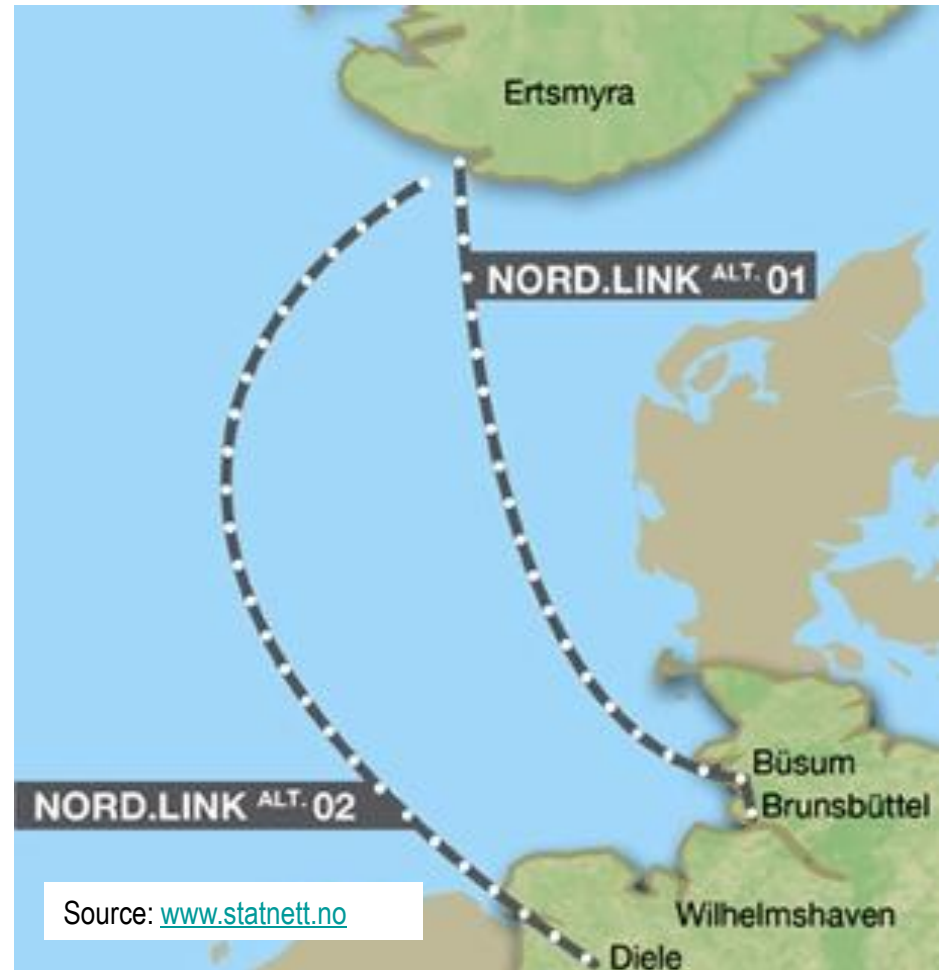 Ertsmyra
NORD.LINK ALT. 01
Büsum
Brunsbüttel
NORD.LINK ALT. 02
Source: www.statnett.no
Wilhelmshaven
Diele